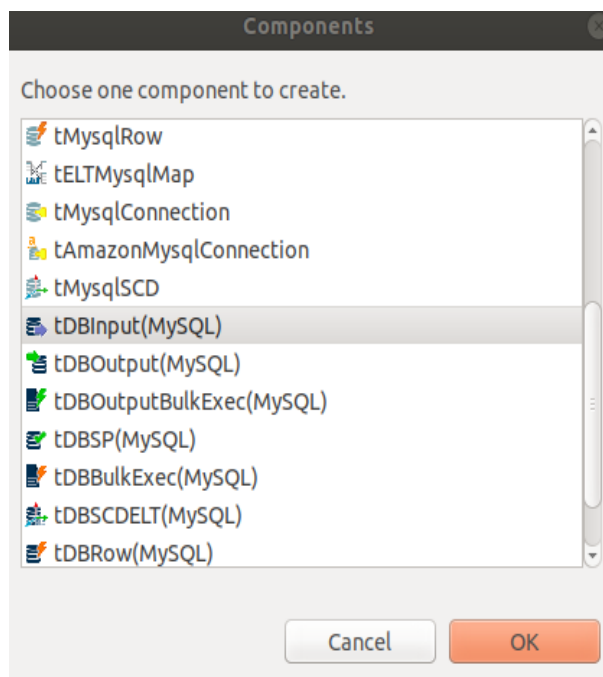 Components
Choose one component to create.
tMysqlRow
tELTMysqlMap
tMysqlConnection
tAmazonMysqlConnection
tMysqlSCD
tDBInput(MySQL)
tDBOutput(MySQL)
tDBOutputBulkExec(MySQL)
tDBSP(MySQL)
tDBBulkExec(MySQL)
tDBSCDELT(MySQL)
tDBRow(MySQL)
Cancel OK